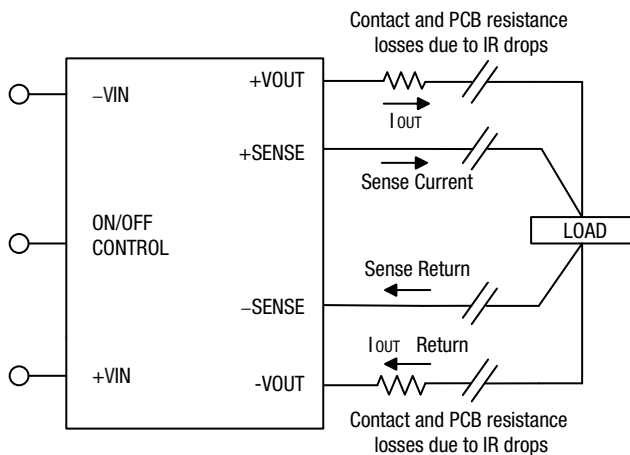 Contact and PCB resistance
losses due to IR drops
+VOUT
–VIN
IOUT
+SENSE
Sense Current
ON/OFF
CONTROL
LOAD
Sense Return
–SENSE
IOUT Return
+VIN
-VOUT
Contact and PCB resistance
losses due to IR drops